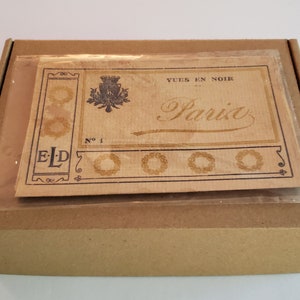 VUES EN NOIR
Paris
Nº 1
ELD